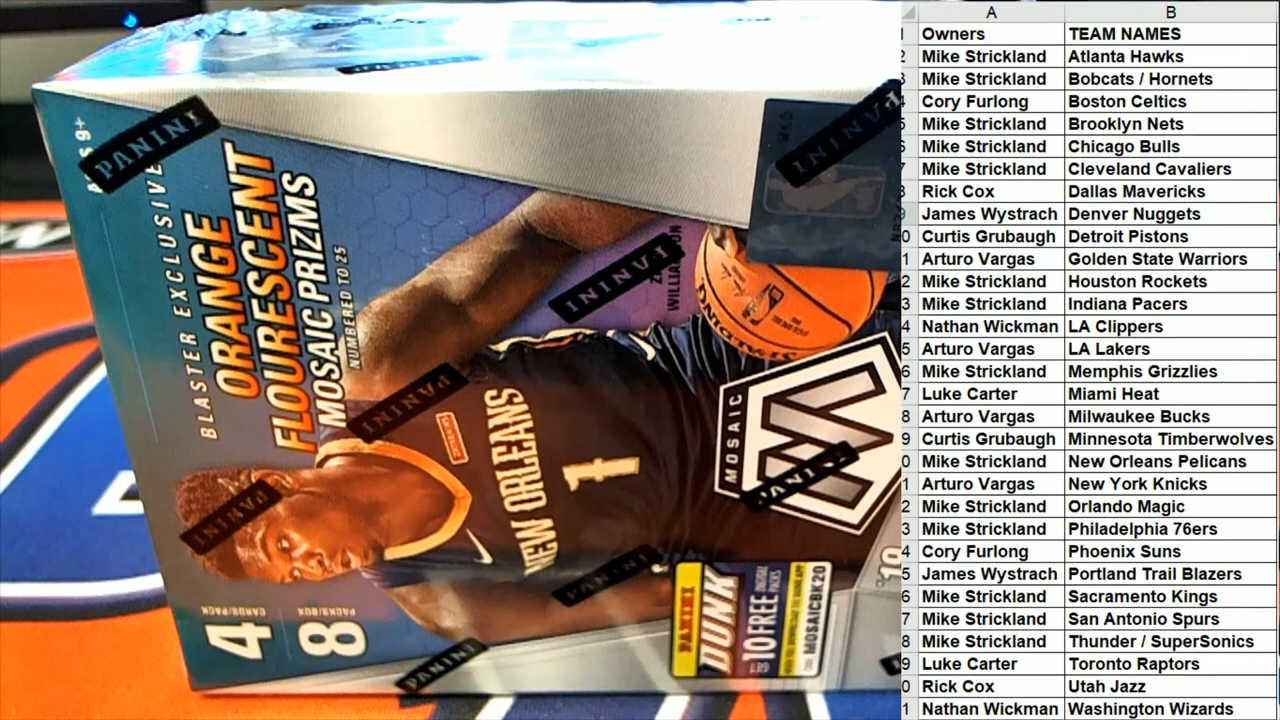 AGES 9+
BLASTER EXCLUSIVE
ORANGE
FLOURESCENT
MOSAIC PRIZMS
NUMBERED TO 25
PANINI
PANINI
PANINI
PANINI
PANINI
PANINI
PANINI
WILLIAMSON
NEW ORLEANS
1
MOSAIC
4
CARDS/PACK
8
PACKS/BOX
PANINI
DUNK
10 FREE
MOSAICBK20
A B
Owners TEAM NAMES
Mike Strickland Atlanta Hawks
Mike Strickland Bobcats / Hornets
Cory Furlong Boston Celtics
Mike Strickland Brooklyn Nets
Mike Strickland Chicago Bulls
Mike Strickland Cleveland Cavaliers
Rick Cox Dallas Mavericks
James Wystrach Denver Nuggets
Curtis Grubaugh Detroit Pistons
Arturo Vargas Golden State Warriors
Mike Strickland Houston Rockets
Mike Strickland Indiana Pacers
Nathan Wickman LA Clippers
Arturo Vargas LA Lakers
Mike Strickland Memphis Grizzlies
Luke Carter Miami Heat
Arturo Vargas Milwaukee Bucks
Curtis Grubaugh Minnesota Timberwolves
Mike Strickland New Orleans Pelicans
Arturo Vargas New York Knicks
Mike Strickland Orlando Magic
Mike Strickland Philadelphia 76ers
Cory Furlong Phoenix Suns
James Wystrach Portland Trail Blazers
Mike Strickland Sacramento Kings
Mike Strickland San Antonio Spurs
Mike Strickland Thunder / SuperSonics
Luke Carter Toronto Raptors
Rick Cox Utah Jazz
Nathan Wickman Washington Wizards